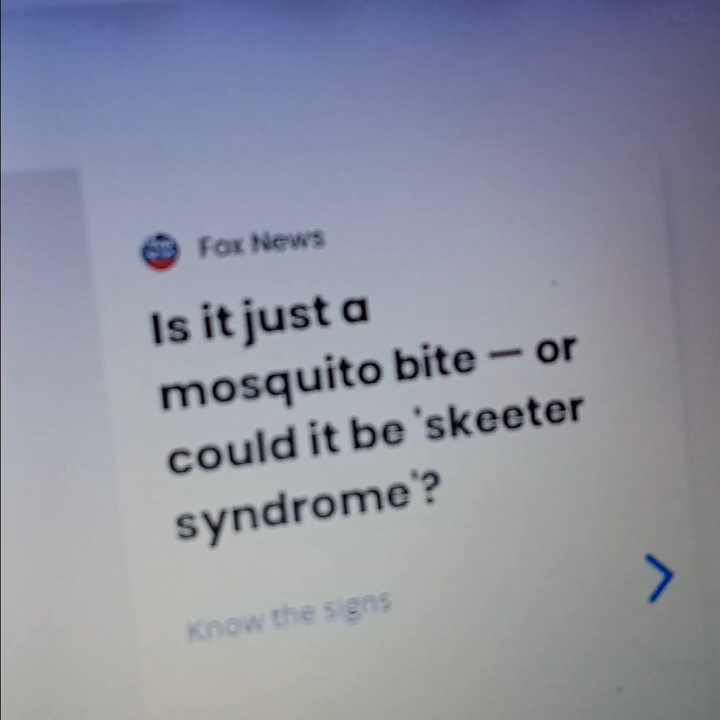 Fox News
Is it just a
mosquito bite — or
could it be 'skeeter
syndrome'?
Know the signs